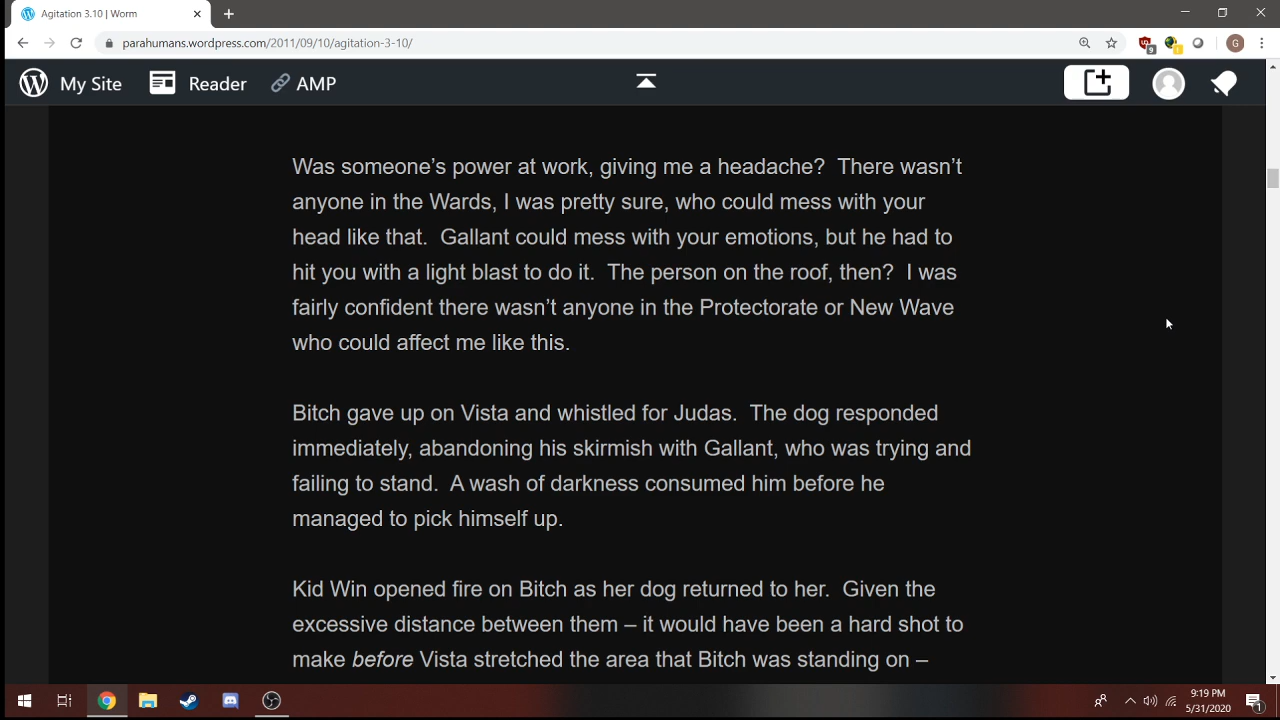 Agitation 3.10 | Worm
parahumans.wordpress.com/2011/09/10/agitation-3-10/
9
1
G
My Site
Reader
AMP
Was someone’s power at work, giving me a headache?  There wasn’t
anyone in the Wards, I was pretty sure, who could mess with your
head like that.  Gallant could mess with your emotions, but he had to
hit you with a light blast to do it.  The person on the roof, then?  I was
fairly confident there wasn’t anyone in the Protectorate or New Wave
who could affect me like this.
Bitch gave up on Vista and whistled for Judas.  The dog responded
immediately, abandoning his skirmish with Gallant, who was trying and
failing to stand.  A wash of darkness consumed him before he
managed to pick himself up.
Kid Win opened fire on Bitch as her dog returned to her.  Given the
excessive distance between them – it would have been a hard shot to
make before Vista stretched the area that Bitch was standing on –
9:19 PM
5/31/2020
1